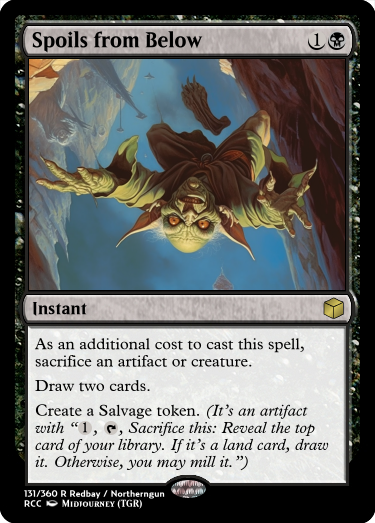 Spoils from Below 1
Instant
As an additional cost to cast this spell,
sacrifice an artifact or creature.
Draw two cards.
Create a Salvage token. (It's an artifact
with “1, , Sacrifice this: Reveal the top
card of your library. If it's a land card, draw
it. Otherwise, you may mill it.”)
131/360 R Redbay / Northerngun
RCC Midjourney (TGR)